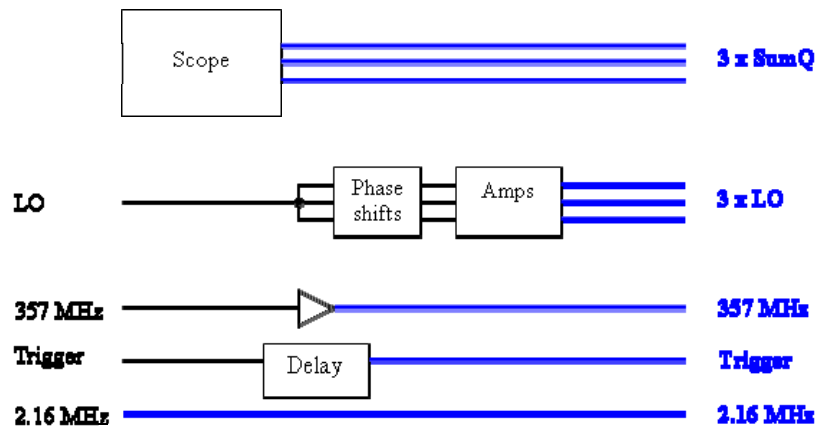 Scope
3 x SumQ
LO
Phase
shifts
Amps
3 x LO
357 MHz
357 MHz
Trigger
Delay
Trigger
2.16 MHz
2.16 MHz